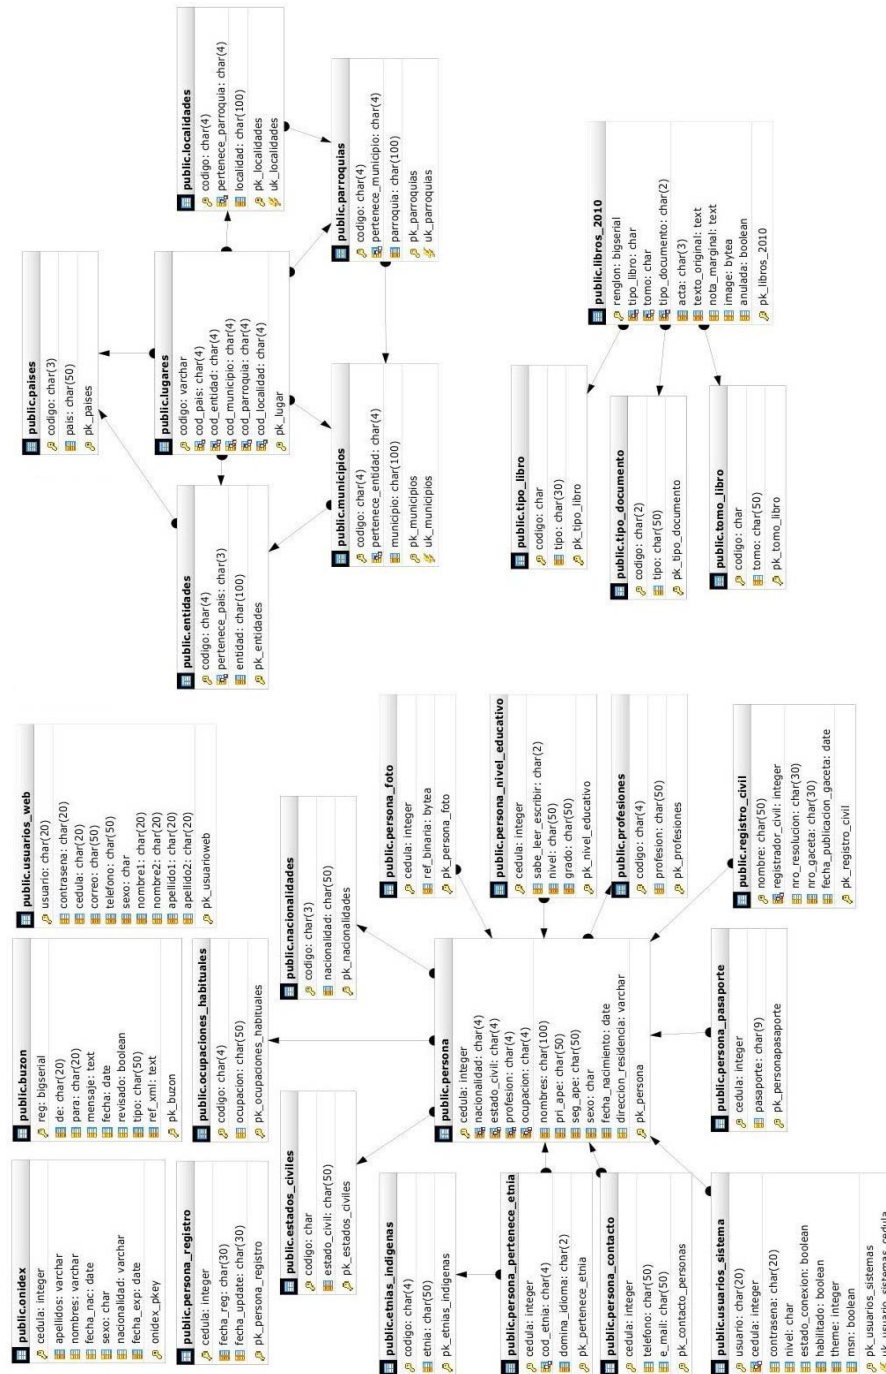 public.onidex
cedula: integer
apellidos: varchar
nombres: varchar
fecha_nac: date
sexo: char
nacionalidad: varchar
fecha_exp: date
onidex_pkey
public.buzon
reg: bigserial
de: char(20)
para: char(20)
mensaje: text
fecha: date
revisado: boolean
tipo: char(50)
ref_xml: text
pk_buzon
public.usuarios_web
usuario: char(20)
contrasena: char(20)
cedula: char(20)
correo: char(50)
telefono: char(50)
sexo: char
nombre1: char(20)
nombre2: char(20)
apellido1: char(20)
apellido2: char(20)
pk_usuarioweb
public.persona_registro
cedula: integer
fecha_reg: char(30)
fecha_update: char(30)
pk_persona_registro
public.ocupaciones_habituales
codigo: char(4)
ocupacion: char(50)
pk_ocupaciones_habituales
public.estados_civiles
codigo: char
estado_civil: char(50)
pk_estados_civiles
public.nacionalidades
codigo: char(3)
nacionalidad: char(50)
pk_nacionalidades
public.etnias_indigenas
codigo: char(4)
etnia: char(50)
pk_etnias_indigenas
public.persona
cedula: integer
nacionalidad: char(4)
estado_civil: char(4)
profesion: char(4)
ocupacion: char(4)
nombres: char(100)
pri_ape: char(50)
seg_ape: char(50)
sexo: char
fecha_nacimiento: date
direccion_residencia: varchar
pk_persona
public.persona_foto
cedula: integer
ref_binaria: bytea
pk_persona_foto
public.persona_pertenece_etnia
cedula: integer
cod_etnia: char(4)
domina_idioma: char(2)
pk_pertenece_etnia
public.persona_nivel_educativo
cedula: integer
sabe_leer_escribir: char(2)
nivel: char(50)
grado: char(50)
pk_nivel_educativo
public.persona_contacto
cedula: integer
telefono: char(50)
e_mail: char(50)
pk_contacto_personas
public.profesiones
codigo: char(4)
profesion: char(50)
pk_profesiones
public.usuarios_sistema
usuario: char(20)
cedula: integer
contrasena: char(20)
nivel: char
estado_conexion: boolean
habilitado: boolean
theme: integer
msn: boolean
pk_usuarios_sistemas
uk_usuario_sistemas_cedula
public.persona_pasaporte
cedula: integer
pasaporte: char(9)
pk_personapasaporte
public.registro_civil
nombre: char(50)
registrador_civil: integer
nro_resolucion: char(30)
nro_gaceta: char(30)
fecha_publicacion_gaceta: date
pk_registro_civil
public.paises
codigo: char(3)
pais: char(50)
pk_paises
public.entidades
codigo: char(4)
pertenece_pais: char(3)
entidad: char(100)
pk_entidades
public.lugares
codigo: varchar
cod_pais: char(4)
cod_entidad: char(4)
cod_municipio: char(4)
cod_parroquia: char(4)
cod_localidad: char(4)
pk_lugar
public.localidades
codigo: char(4)
pertenece_parroquia: char(4)
localidad: char(100)
pk_localidades
uk_localidades
public.municipios
codigo: char(4)
pertenece_entidad: char(4)
municipio: char(100)
pk_municipios
uk_municipios
public.parroquias
codigo: char(4)
pertenece_municipio: char(4)
parroquia: char(100)
pk_parroquias
uk_parroquias
public.tipo_libro
codigo: char
tipo: char(30)
pk_tipo_libro
public.tipo_documento
codigo: char(2)
tipo: char(50)
pk_tipo_documento
public.tomo_libro
codigo: char
tomo: char(50)
pk_tomo_libro
public.libros_2010
renglon: bigserial
tipo_libro: char
tomo: char
tipo_documento: char(2)
acta: char(3)
texto_original: text
nota_marginal: text
image: bytea
anulada: boolean
pk_libros_2010